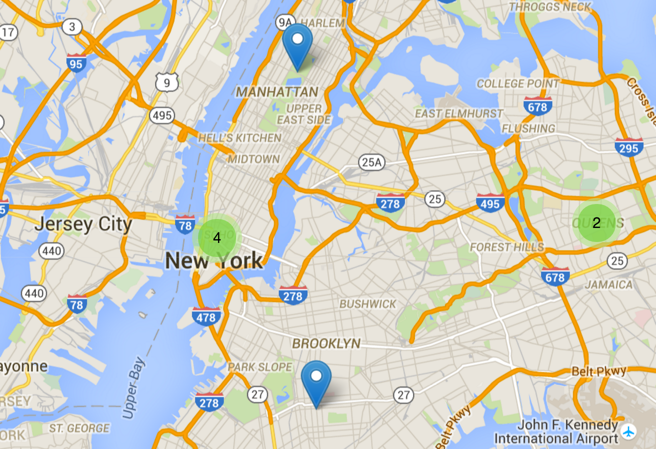 THROGGS NECK
9A
HARLEM
3
17
95
9
MANHATTAN
COLLEGE POINT
UPPER
EAST SIDE
678
495
EAST ELMHURST
FLUSHING
HELL'S KITCHEN
295
MIDTOWN
25A
278
25
495
Jersey City
78
4
2
440
New York
FOREST HILLS
25
678
JAMAICA
440
78
278
478
BUSHWICK
BROOKLYN
ayonne
PARK SLOPE
Belt Pkwy
27
27
278
Upper Bay
Belt Pkwy
John F. Kennedy
International Airport
ST. GEORGE